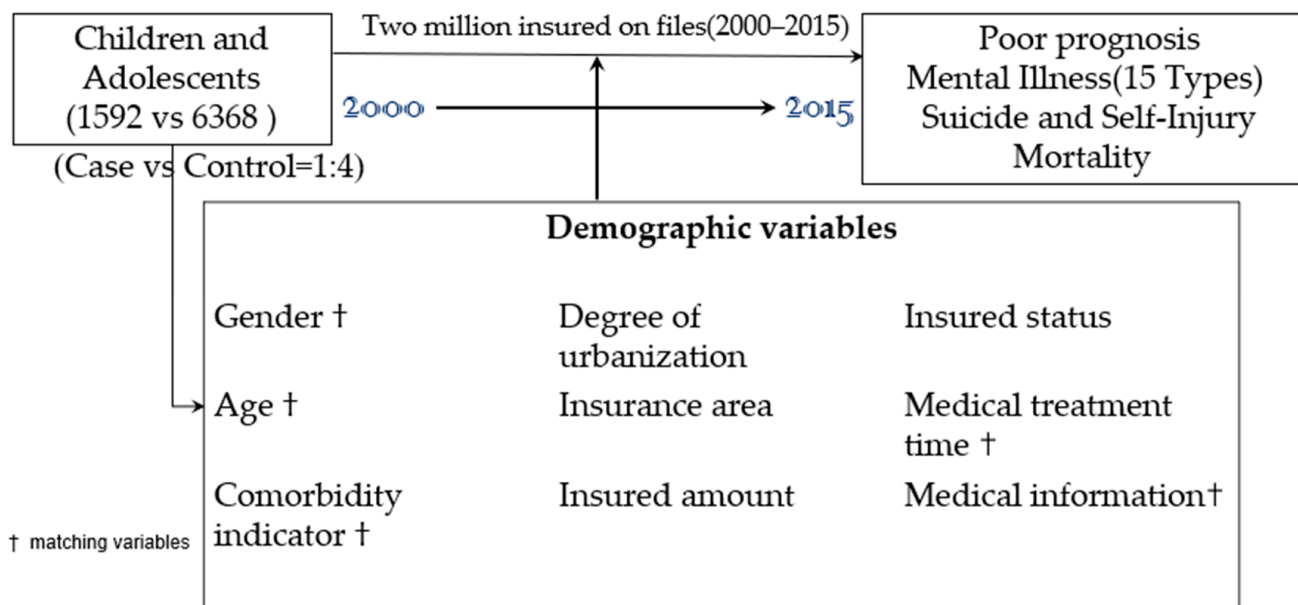 Children and
Adolescents
(1592 vs 6368 )
(Case vs Control=1:4)
Two million insured on files(2000–2015)
2000
2015
Poor prognosis
Mental Illness(15 Types)
Suicide and Self-Injury
Mortality
Demographic variables
Gender †
Degree of
urbanization
Insured status
Age †
Insurance area
Medical treatment
time †
Comorbidity
indicator †
Insured amount
Medical information†
† matching variables